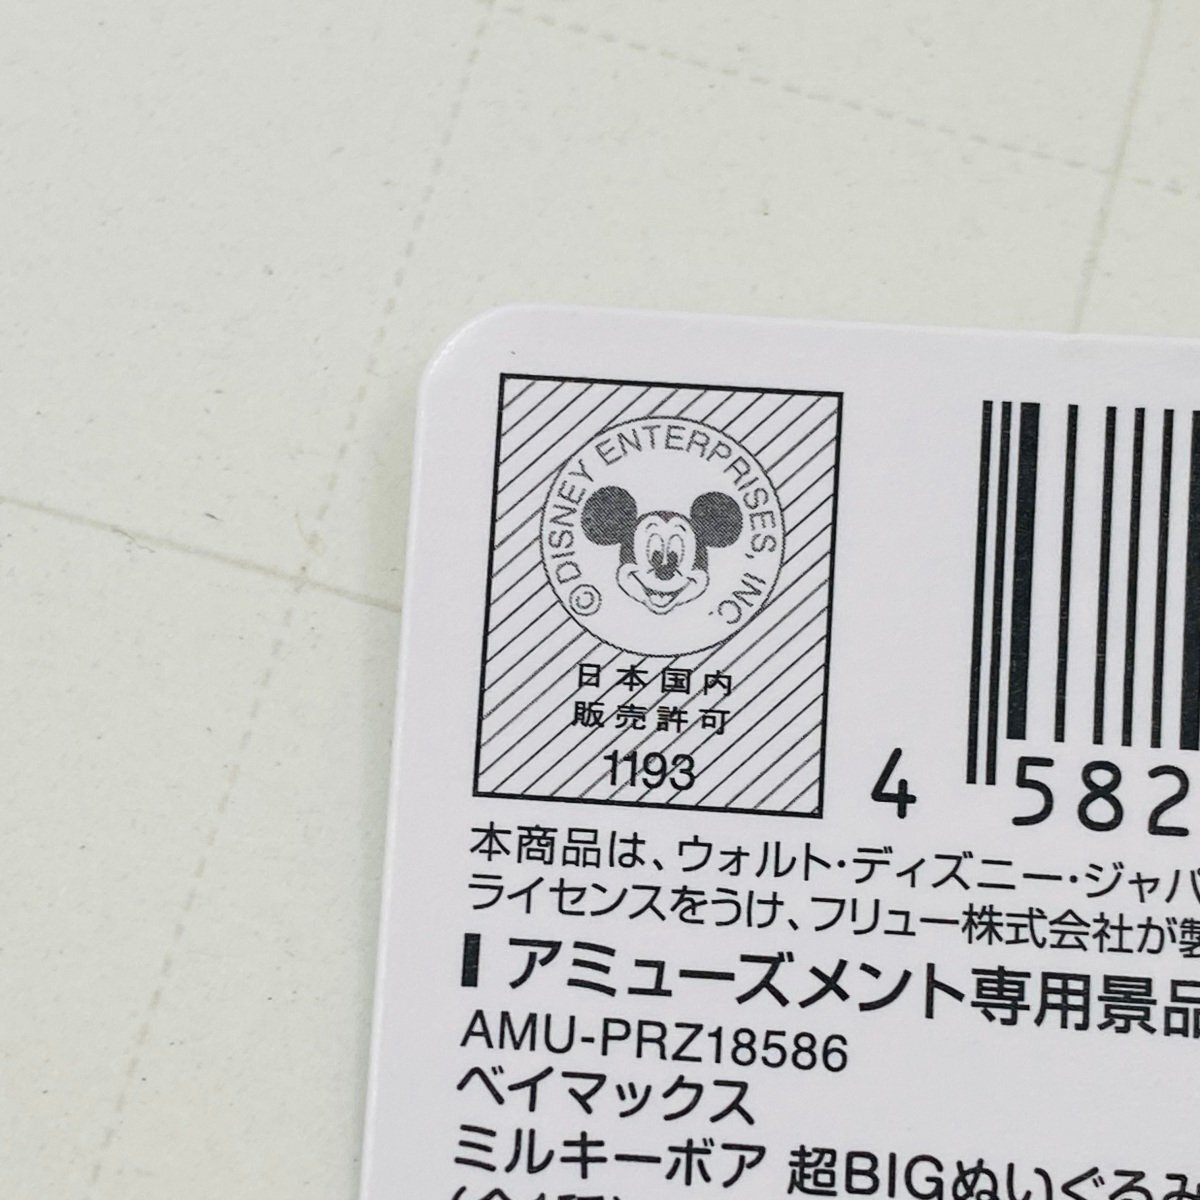 ©DISNEY ENTERPRISES, INC.
日本国内
販売許可
1193
4 582
本商品は、ウォルト・ディズニー・ジャパ
ライセンスをうけ、フリュー株式会社が製
アミューズメント専用景品
AMU-PRZ18586
ベイマックス
ミルキーボア 超BIGぬいぐるみ